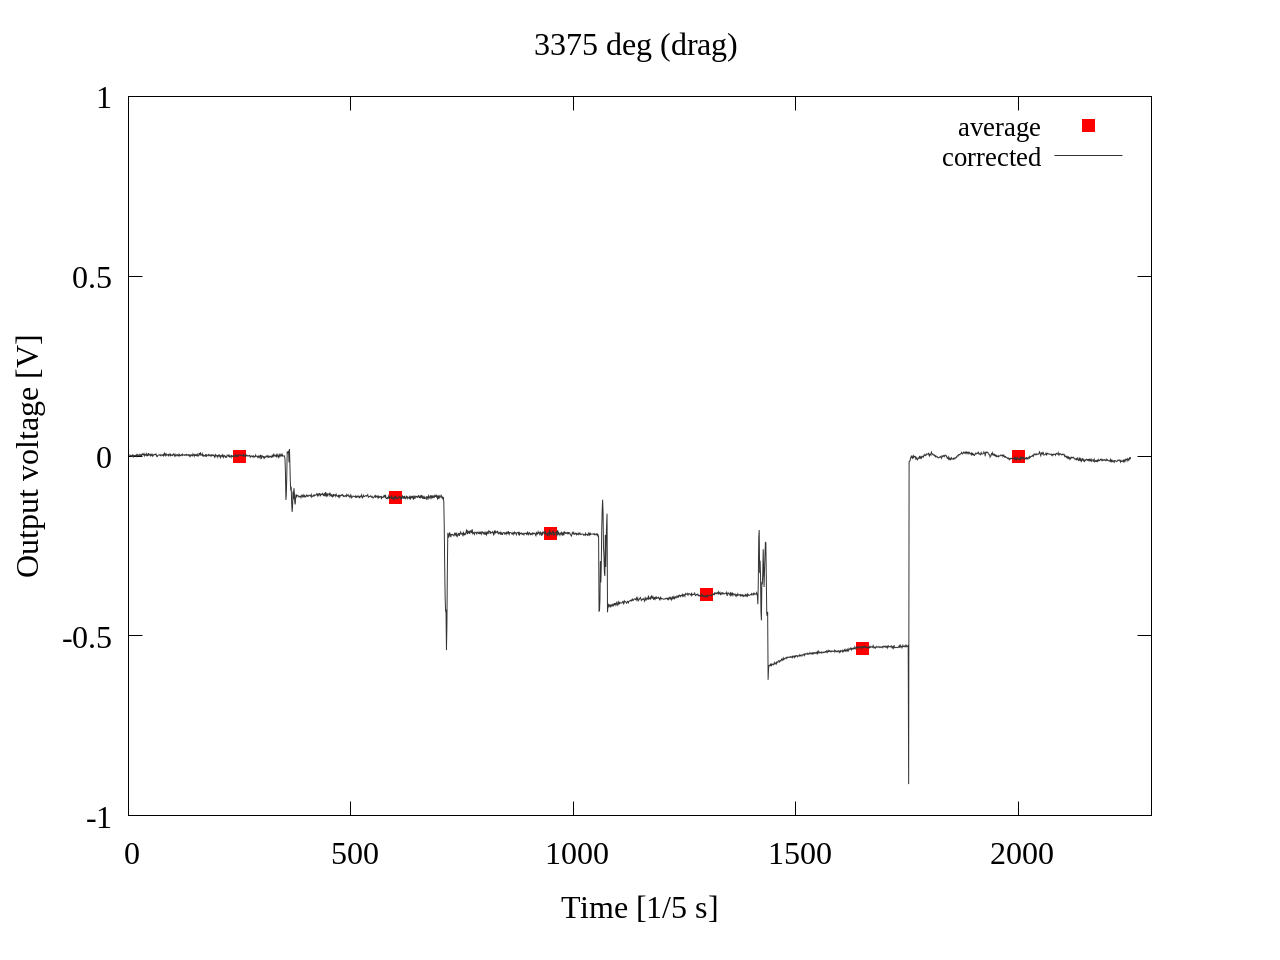 3375 deg (drag)
1
average
corrected
0.5
0
-0.5
-1
Output voltage [V]
0 500 1000 1500 2000
Time [1/5 s]